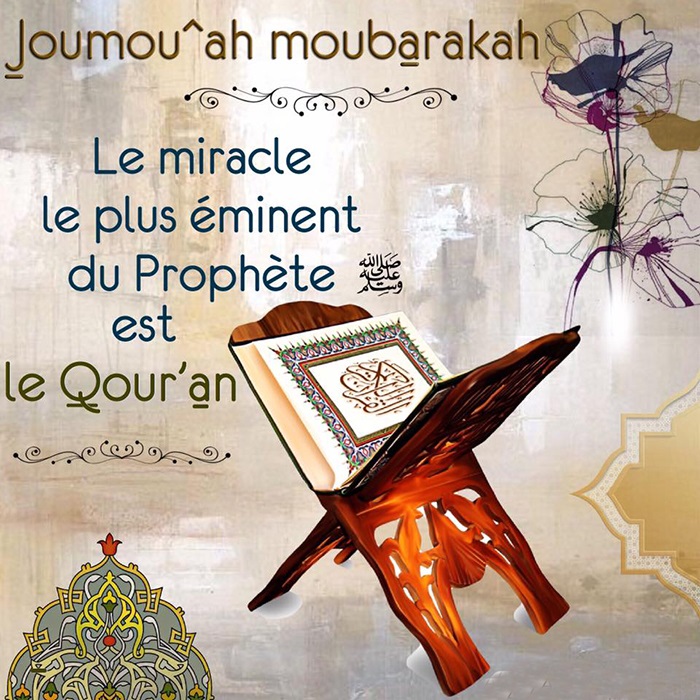 Joumou^ah moubarakah
Le miracle
le plus éminent
du Prophète ﷺ
est
le Qour'an